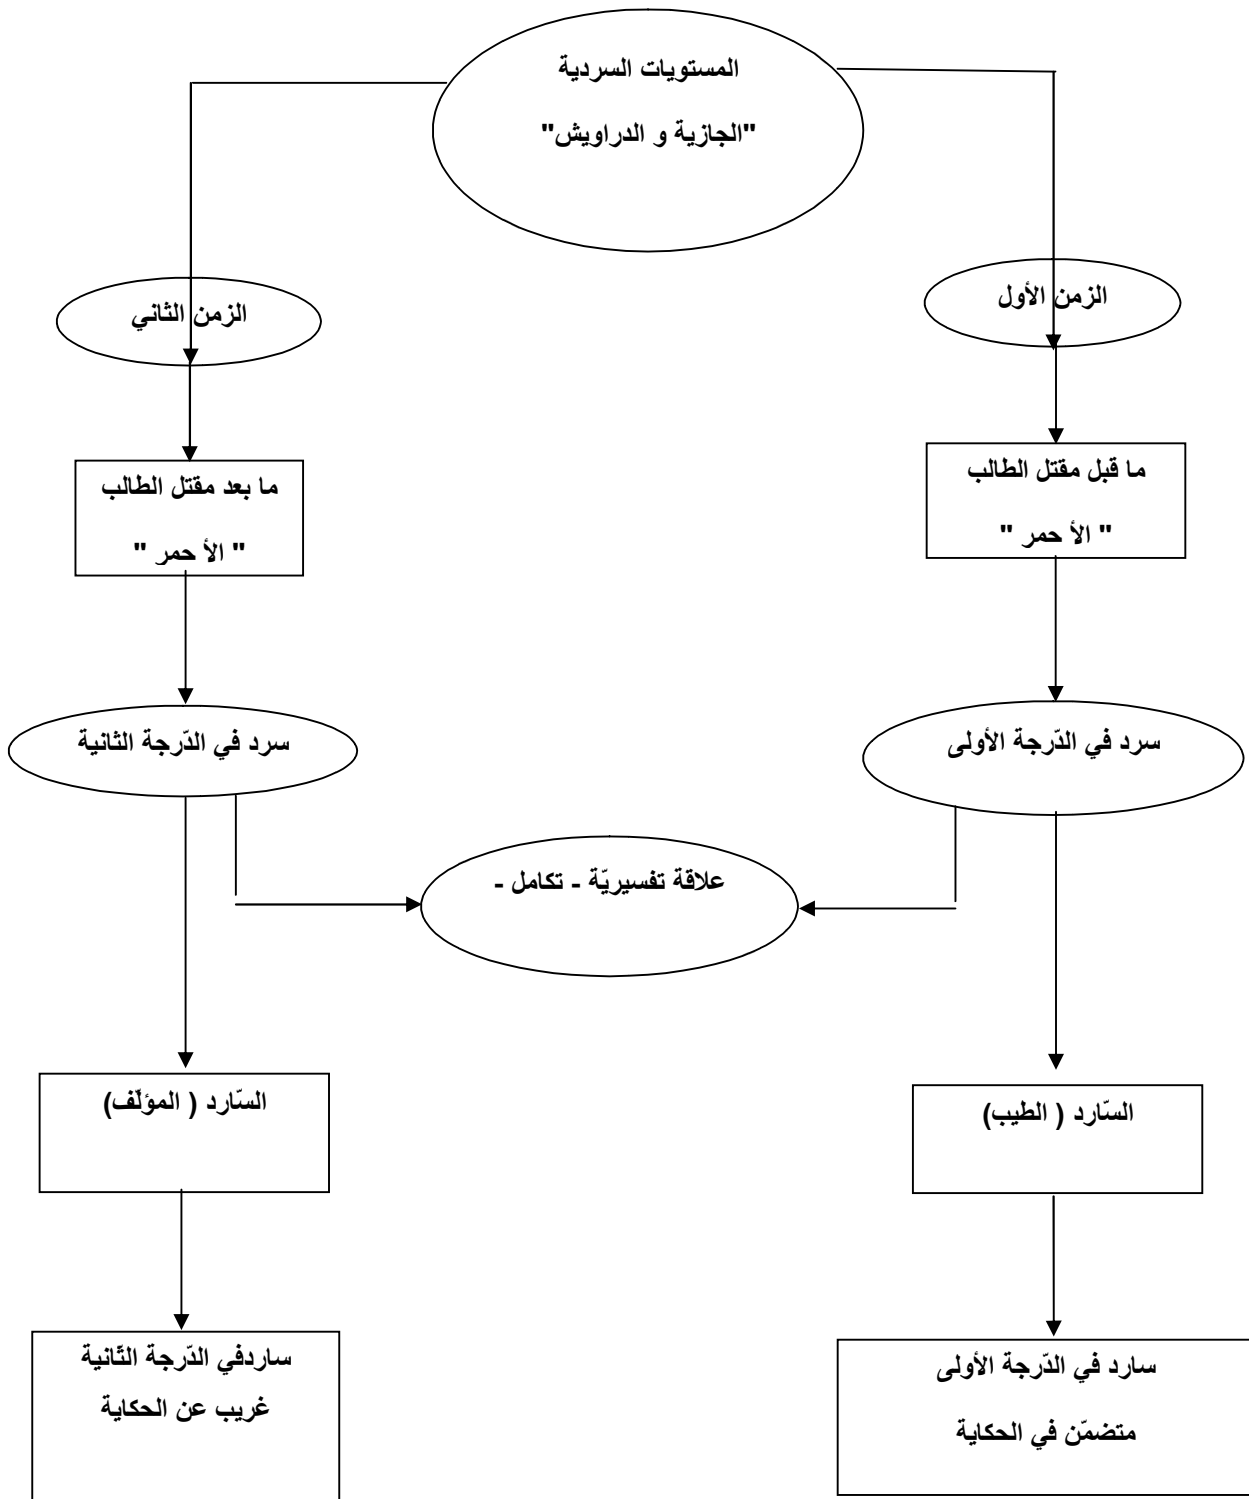 المستويات السردية
"الجازية و الدراويش"
الزمن الأول
الزمن الثاني
ما قبل مقتل الطالب
" الأ حمر "
ما بعد مقتل الطالب
" الأ حمر "
سرد في الدّرجة الأولى
سرد في الدّرجة الثانية
علاقة تفسيريّة - تكامل -
السّارد ( الطيب)
السّارد ( المؤلّف)
سارد في الدّرجة الأولى
متضمّن في الحكاية
ساردفي الدّرجة الثّانية
غريب عن الحكاية